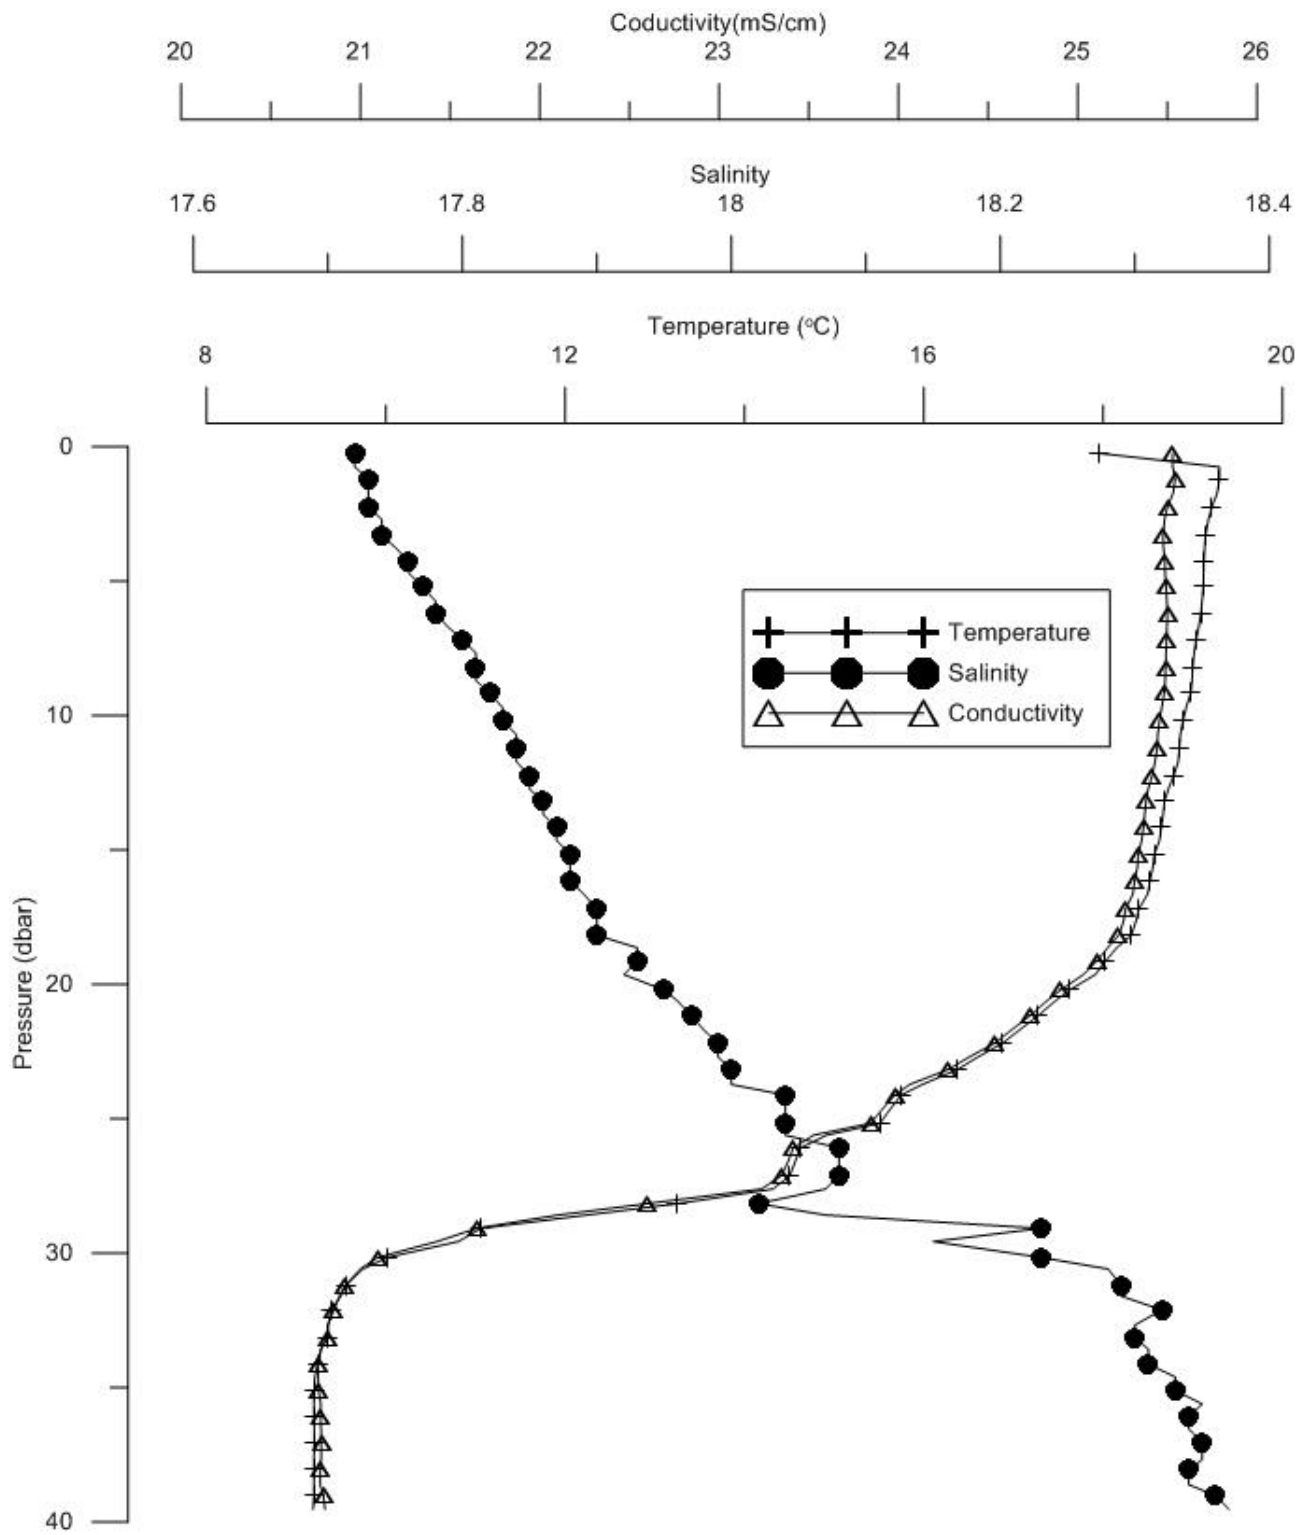 Coductivity(mS/cm)
20 21 22 23 24 25 26
Salinity
17.6 17.8 18 18.2 18.4
Temperature (°C)
8 12 16 20
0
10
20
30
40
Pressure (dbar)
Temperature
Salinity
Conductivity